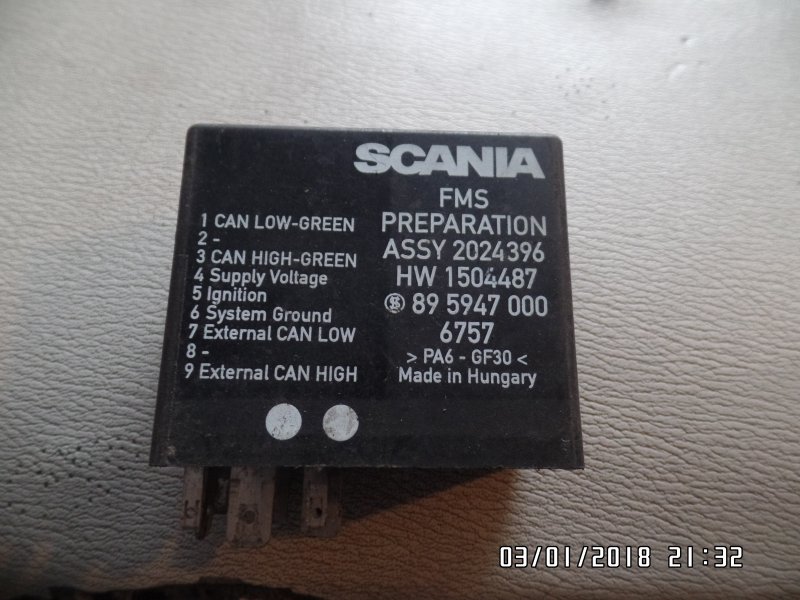 SCANIA
FMS
PREPARATION
ASSY 2024396
HW 1504487
89 5947 000
6757
> PA6 - GF30 <
Made in Hungary
1 CAN LOW-GREEN
2 -
3 CAN HIGH-GREEN
4 Supply Voltage
5 Ignition
6 System Ground
7 External CAN LOW
8 -
9 External CAN HIGH
03/01/2018 21:32